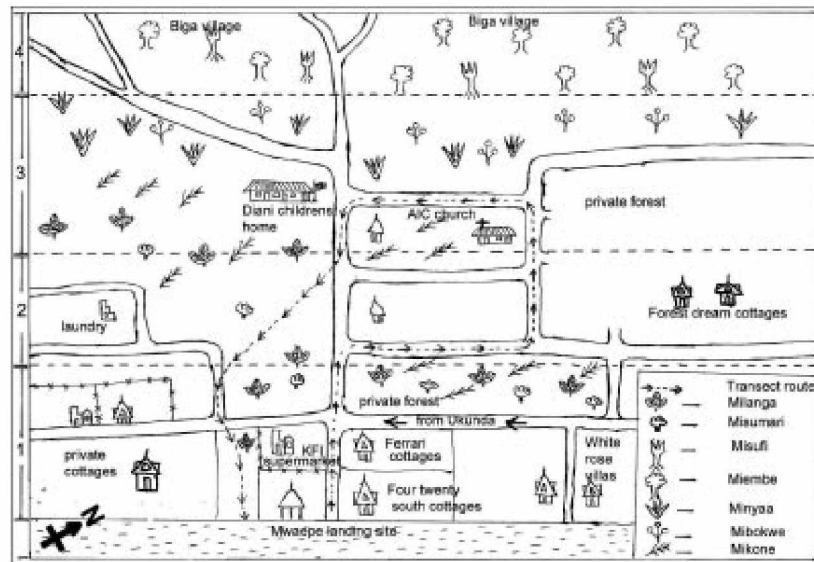 Biga village
Biga village
4
3
2
1
private forest
Diani childrens
home
AIC church
Forest dream cottages
laundry
private forest
from Ukunda
private
cottages
KFI
supermarket
Ferrari
cottages
Four twenty
south cottages
White
rose
villas
Mwaepe landing site
N
Transect route
Milanga
Misumari
Misufi
Miembe
Minyaa
Mibokwe
Mikone